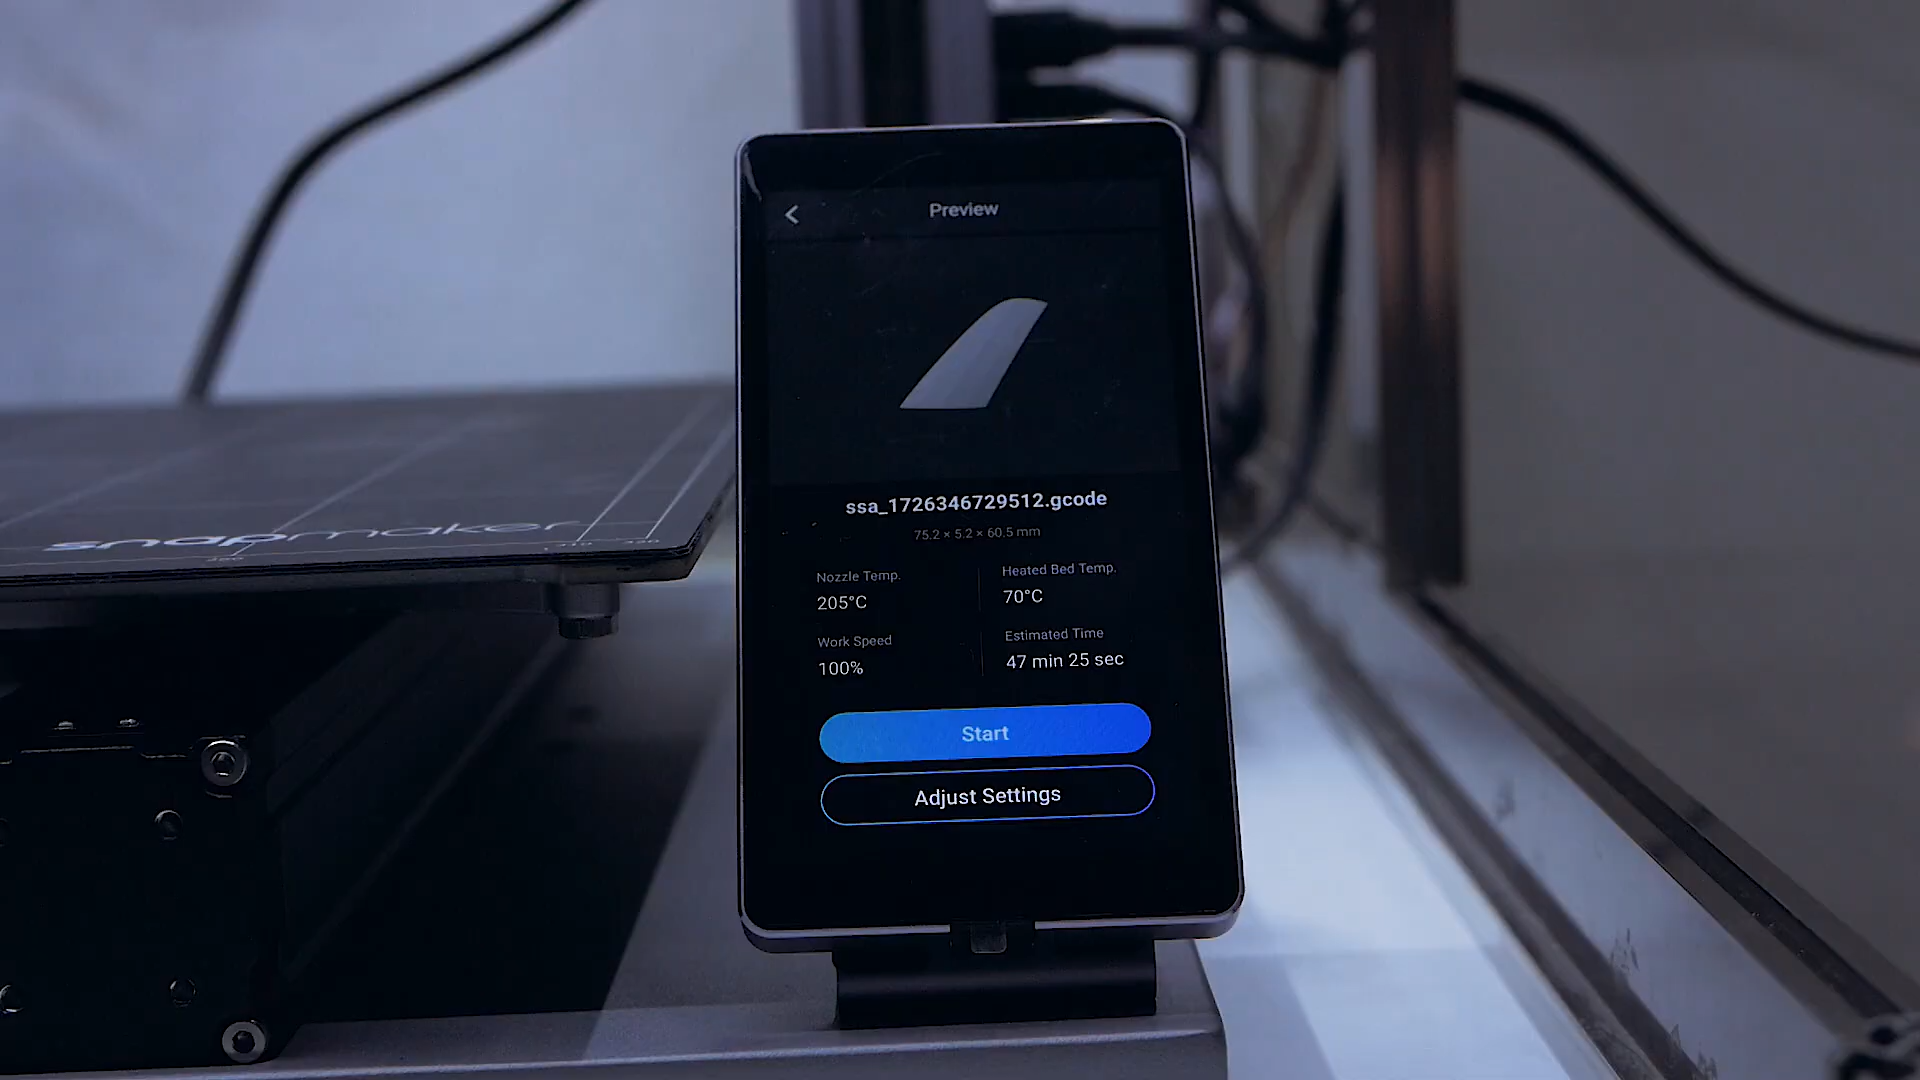 Preview
ssa_1726346729512.gcode
75.2 × 5.2 × 60.5 mm
Nozzle Temp.
205°C
Heated Bed Temp.
70°C
Work Speed
100%
Estimated Time
47 min 25 sec
Start
Adjust Settings
snapmaker